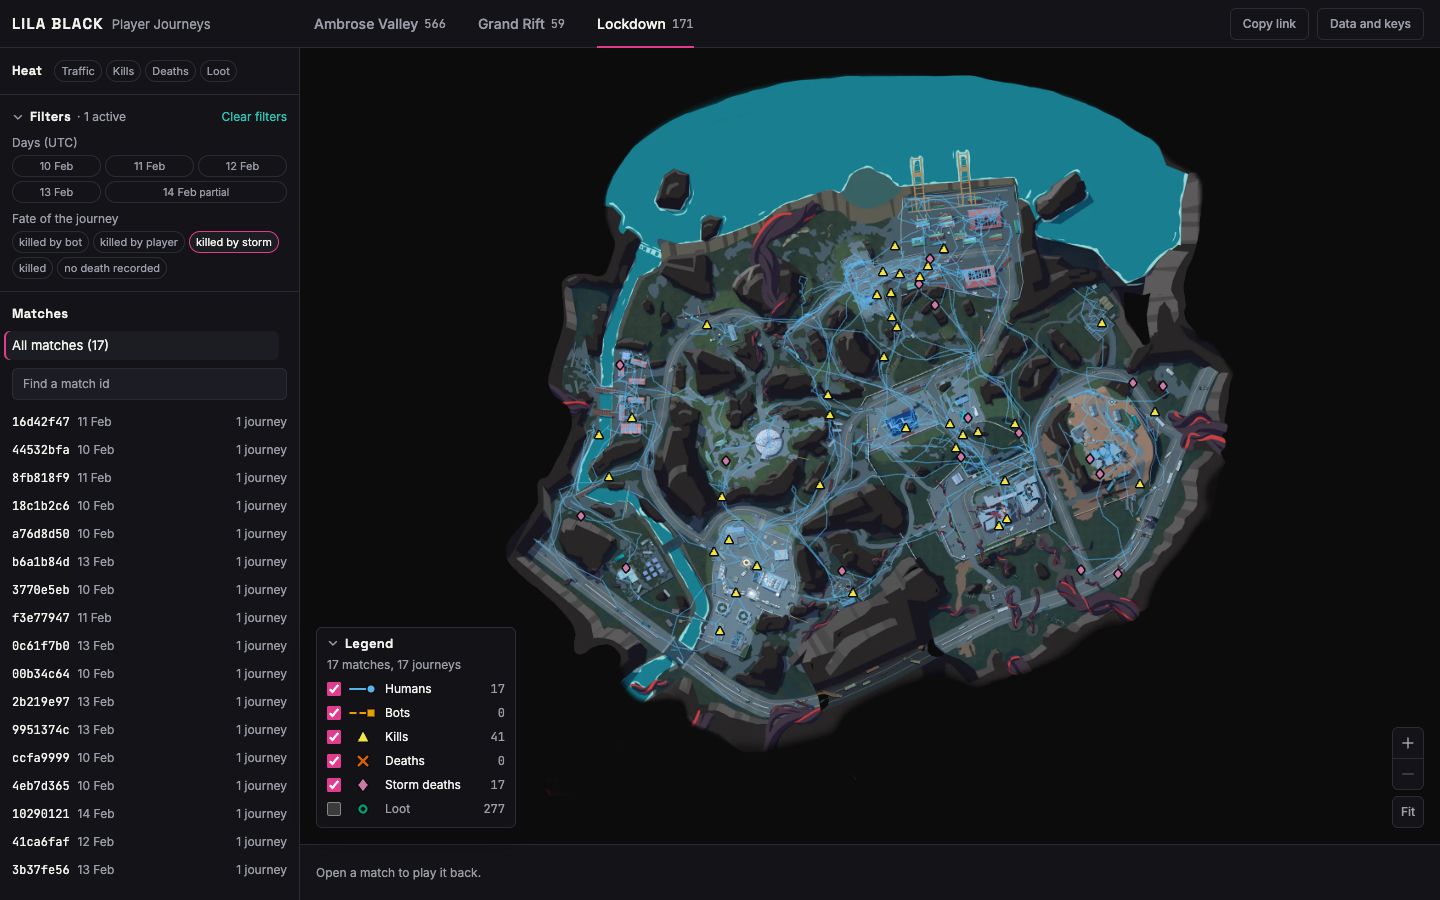 LILA BLACK Player Journeys Ambrose Valley 566 Grand Rift 59 Lockdown 171 Copy link Data and keys
Heat Traffic Kills Deaths Loot
Filters · 1 active Clear filters
Days (UTC)
10 Feb 11 Feb 12 Feb
13 Feb 14 Feb partial
Fate of the journey
killed by bot killed by player killed by storm
killed no death recorded
Matches
All matches (17)
Find a match id
16d42f47 11 Feb 1 journey
44532bfa 10 Feb 1 journey
8fb818f9 11 Feb 1 journey
18c1b2c6 10 Feb 1 journey
a76d8d50 10 Feb 1 journey
b6a1b84d 13 Feb 1 journey
3770e5eb 10 Feb 1 journey
f3e77947 11 Feb 1 journey
0c61f7b0 13 Feb 1 journey
00b34c64 10 Feb 1 journey
2b219e97 13 Feb 1 journey
9951374c 13 Feb 1 journey
ccfa9999 10 Feb 1 journey
4eb7d365 10 Feb 1 journey
10290121 14 Feb 1 journey
41ca6faf 12 Feb 1 journey
3b37fe56 13 Feb 1 journey
Legend
17 matches, 17 journeys
Humans 17
Bots 0
Kills 41
Deaths 0
Storm deaths 17
Loot 277
+
−
Fit
Open a match to play it back.